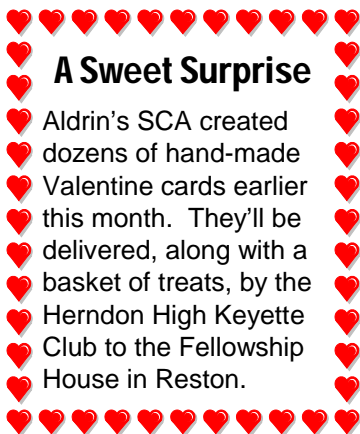 A Sweet Surprise
Aldrin's SCA created
dozens of hand-made
Valentine cards earlier
this month.  They'll be
delivered, along with a
basket of treats, by the
Herndon High Keyette
Club to the Fellowship
House in Reston.